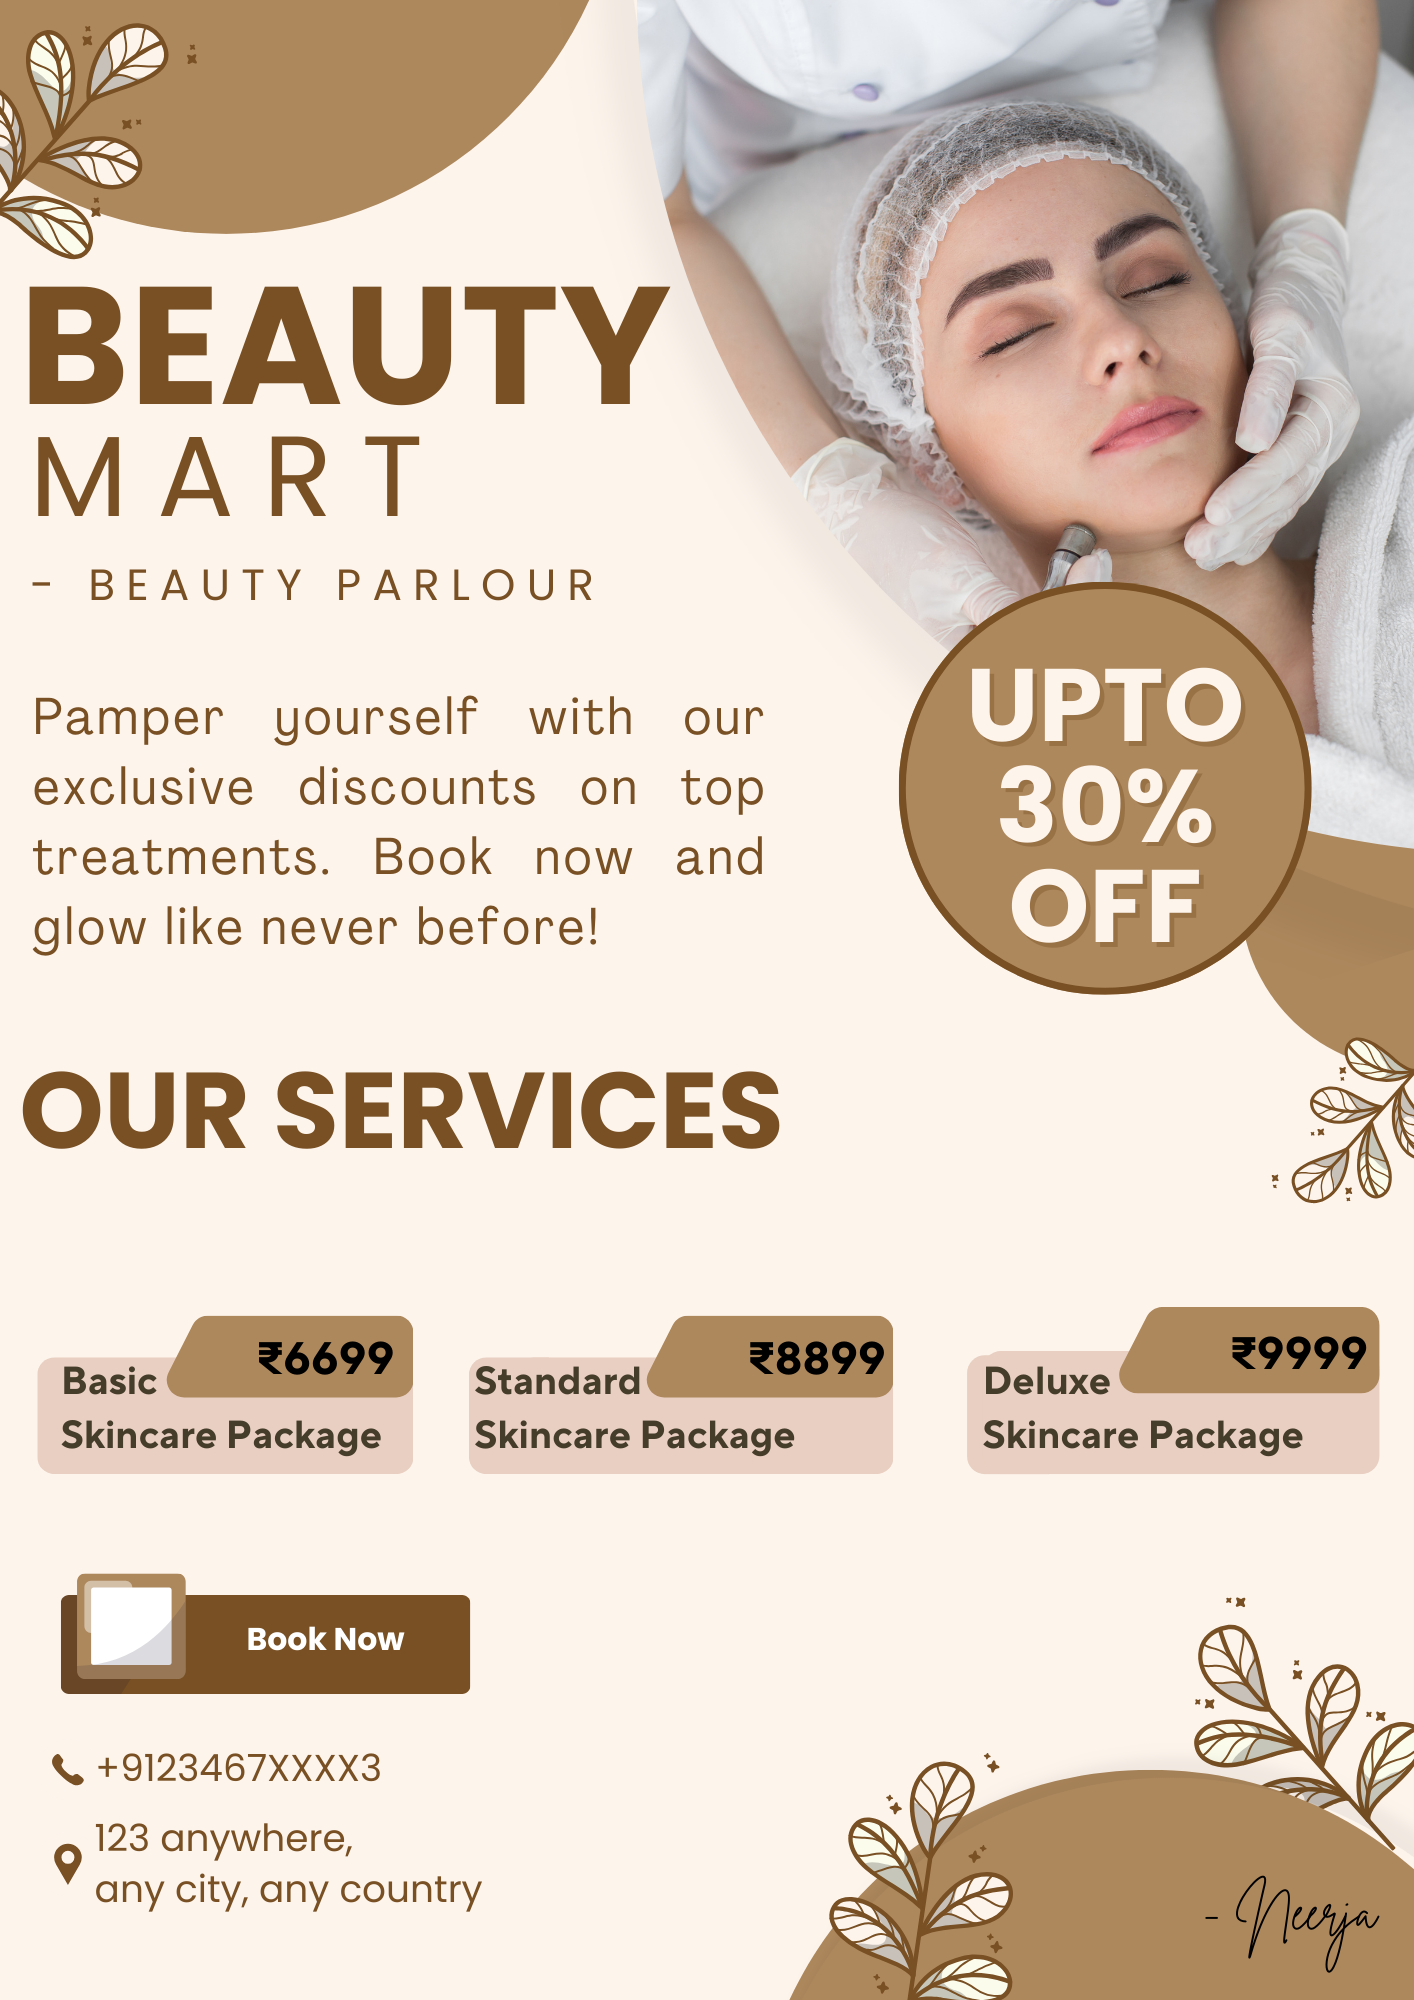 BEAUTY
MART
- BEAUTY PARLOUR
Pamper yourself with our
exclusive discounts on top
treatments. Book now and
glow like never before!
UPTO
30%
OFF
OUR SERVICES
₹6699
Basic
Skincare Package
₹8899
Standard
Skincare Package
₹9999
Deluxe
Skincare Package
Book Now
+9123467XXXX3
123 anywhere,
any city, any country
- Neerja